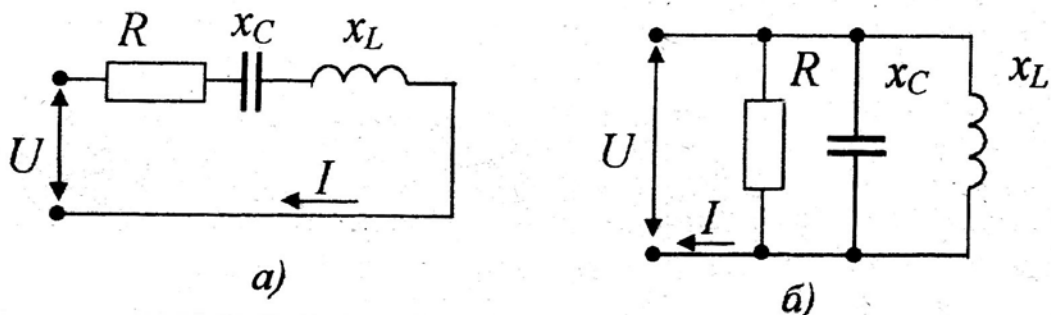 R x_C x_L
U
I
а)
R x_C x_L
U
I
б)